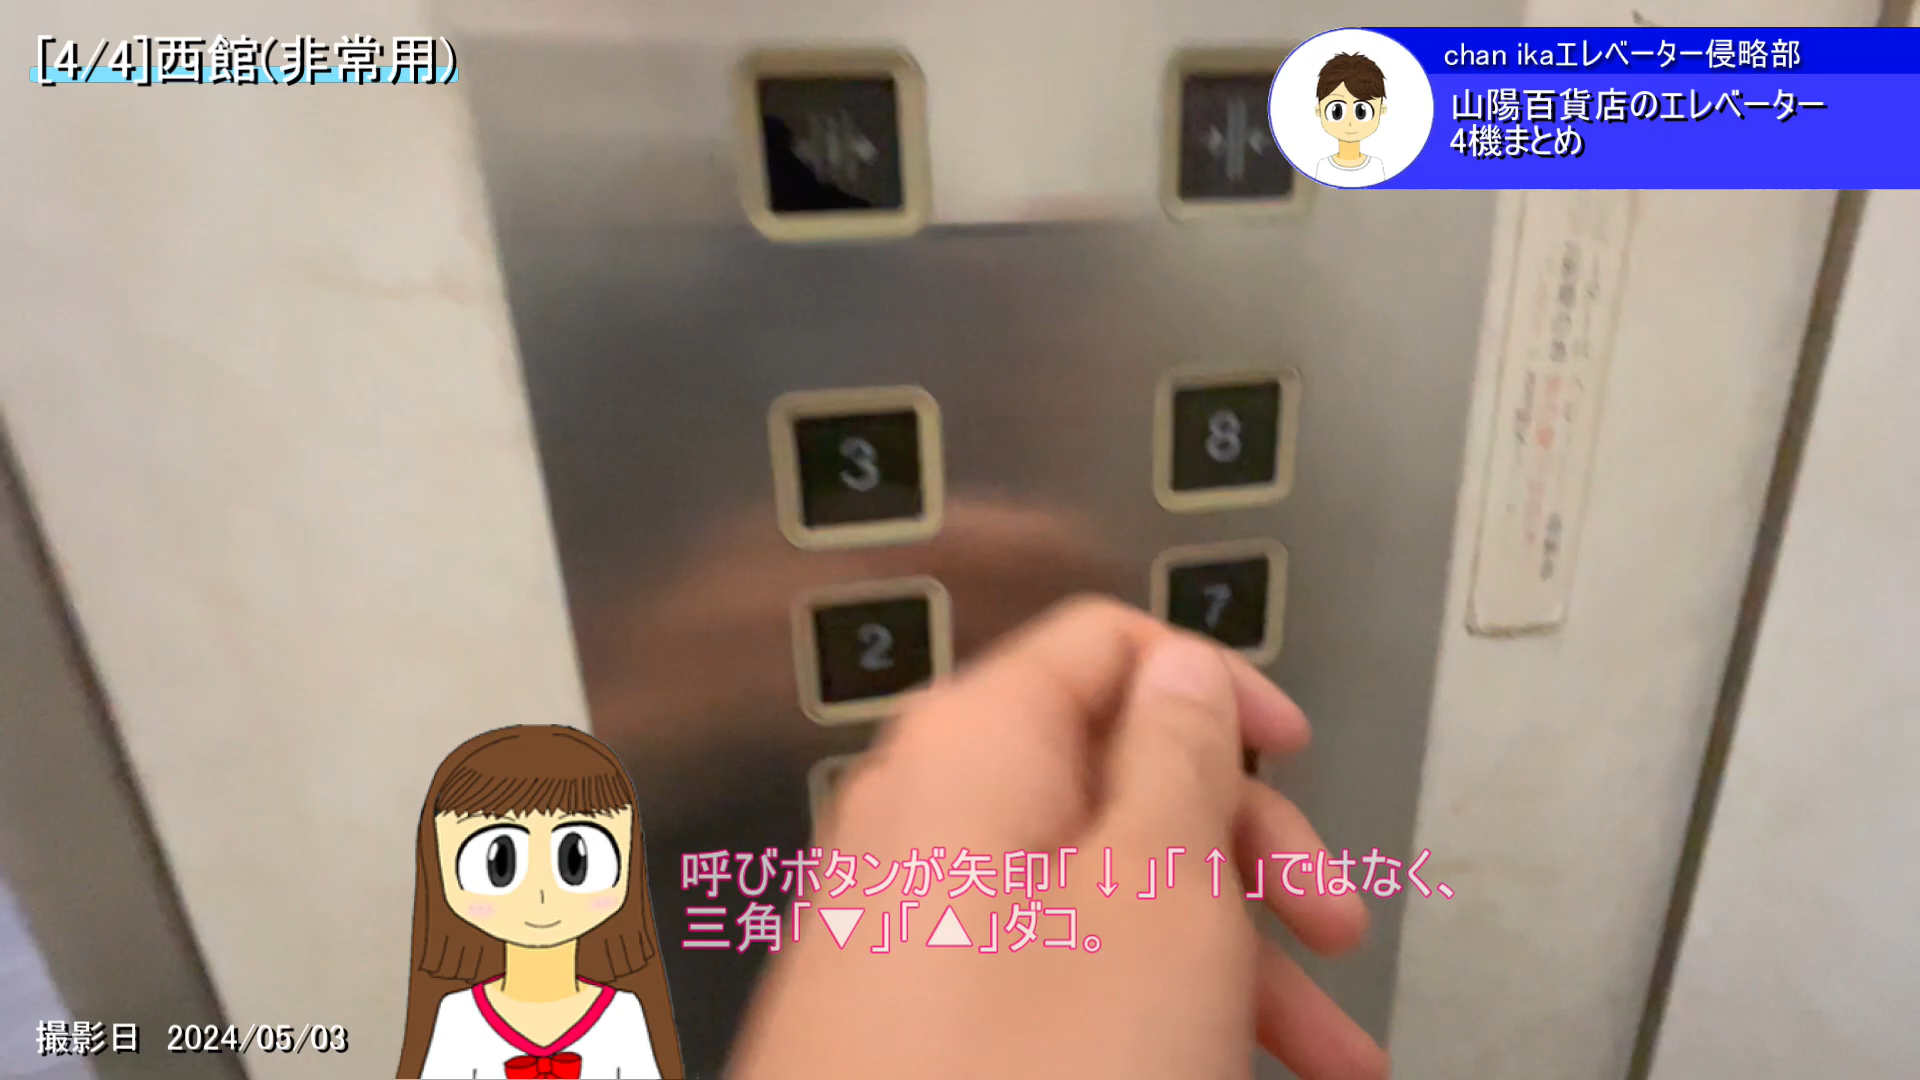 [4/4]西館(非常用)
chan ikaエレベーター侵略部
山陽百貨店のエレベーター
4機まとめ
3
8
2
7
呼びボタンが矢印「↓」「↑」ではなく、
三角「▼」「▲」ダコ。
撮影日 2024/05/03